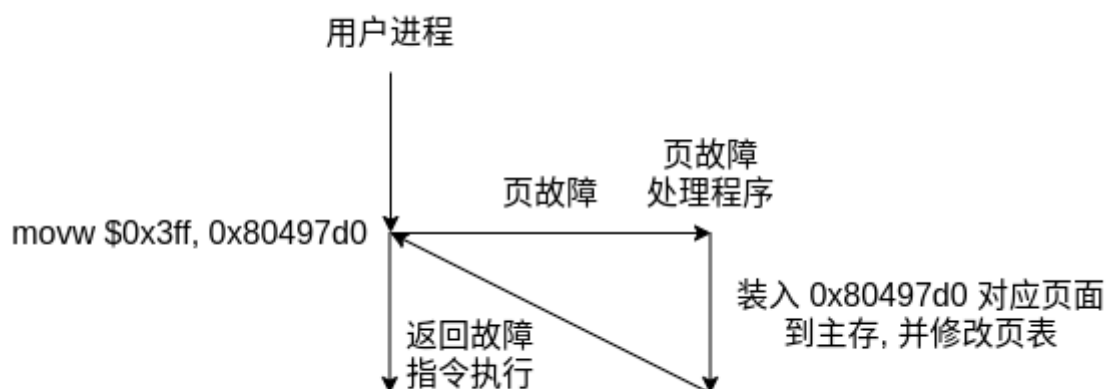 用户进程
页故障
处理程序
页故障
movw $0x3ff, 0x80497d0
装入 0x80497d0 对应页面
到主存, 并修改页表
返回故障
指令执行